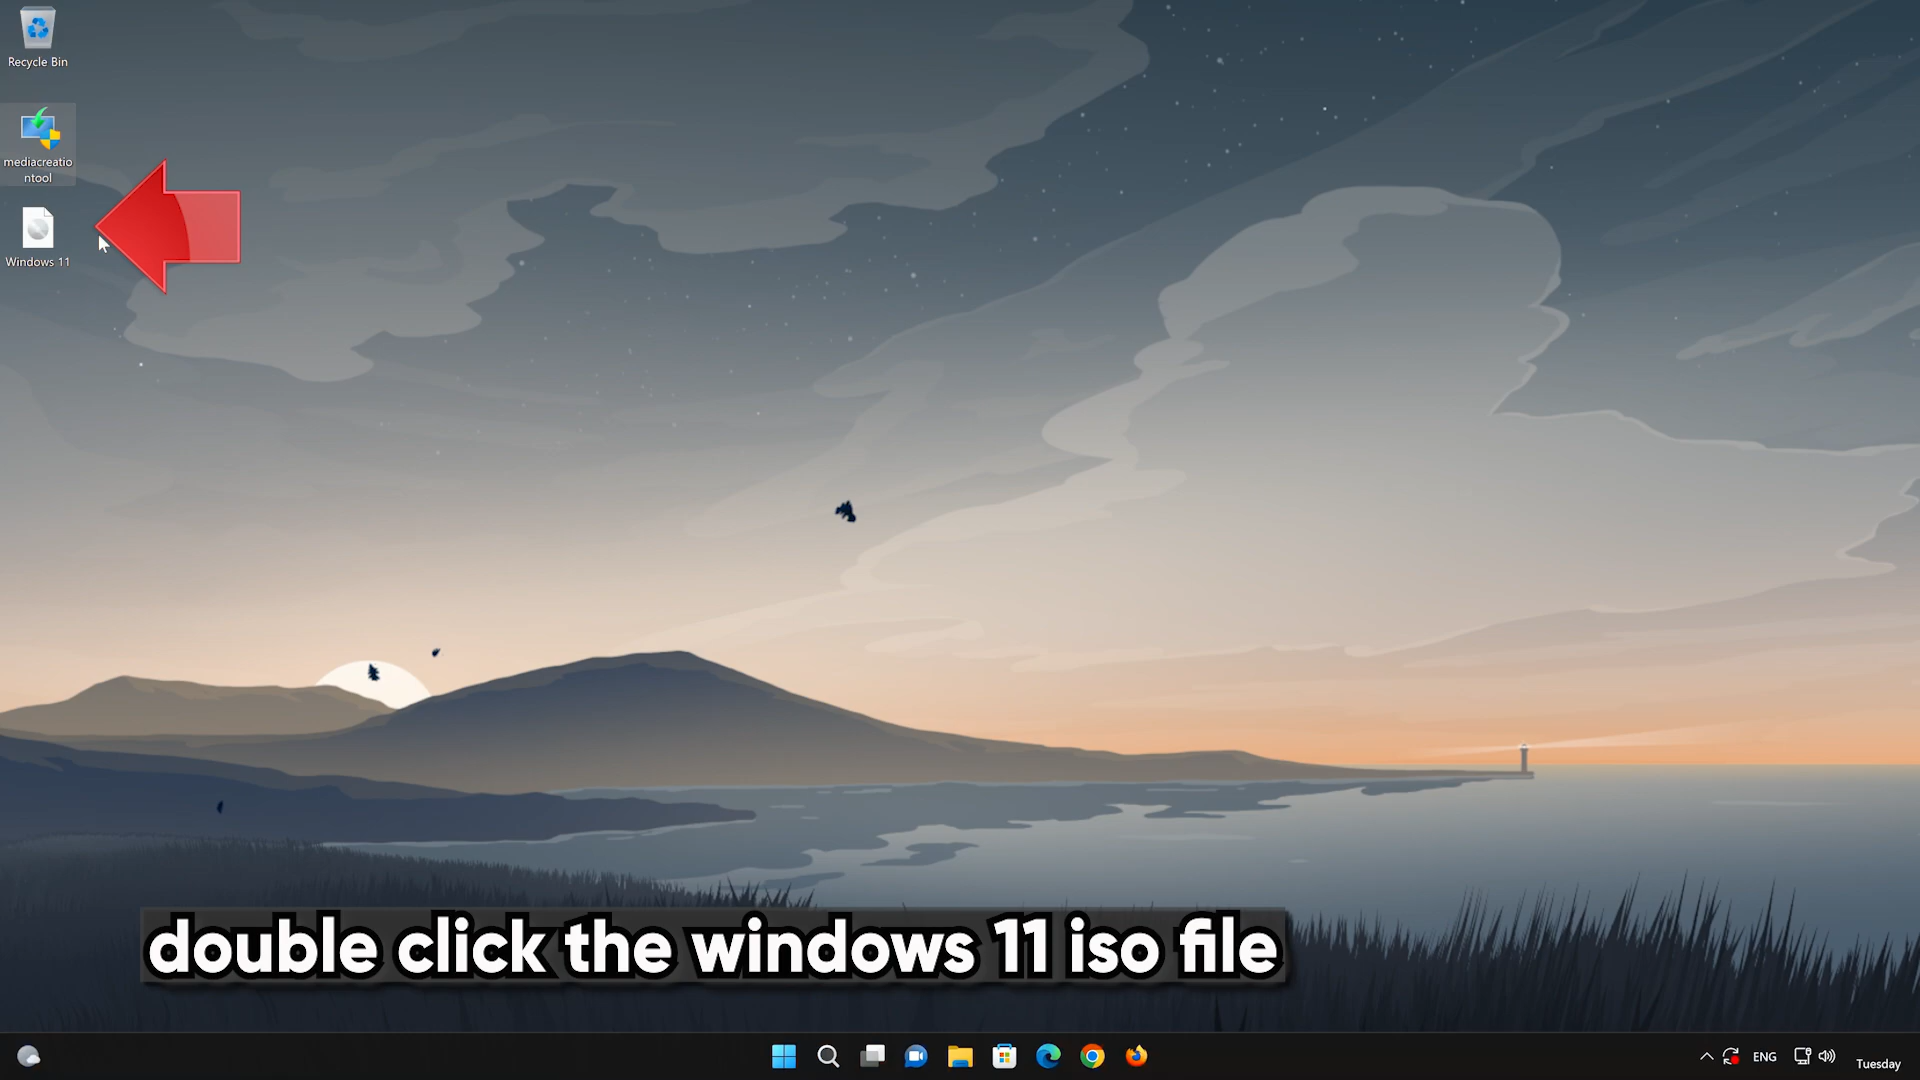 Recycle Bin
mediacreatio
ntool
Windows 11
double click the windows 11 iso file
ENG
Tuesday